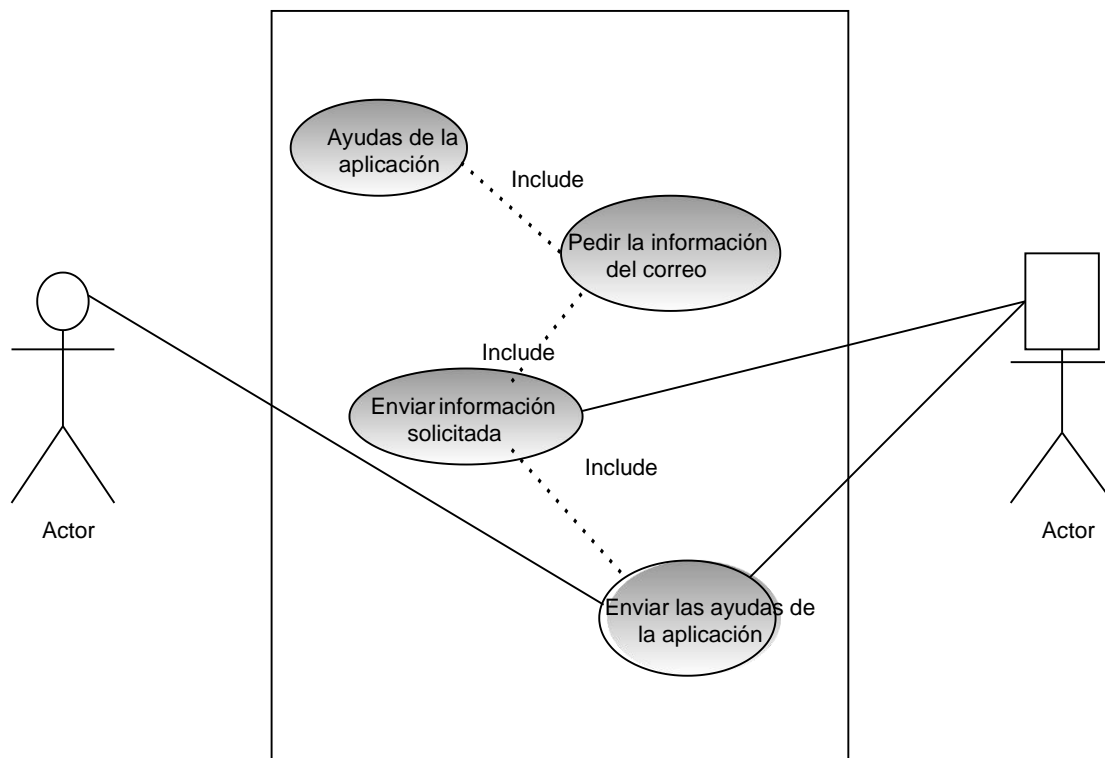 Ayudas de la
aplicación
Include
Pedir la información
del correo
Include
Enviar información
solicitada
Include
Actor
Actor
Enviar las ayudas de
la aplicación